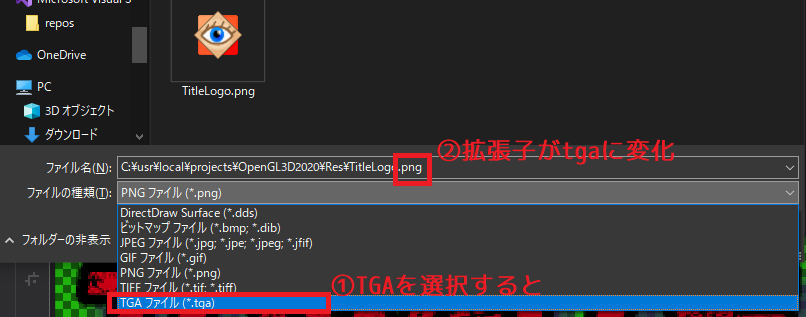 Microsoft Visual S
repos
OneDrive
PC
3D オブジェクト
ダウンロード
TitleLogo.png
②拡張子がtgaに変化
ファイル名(N):
C:¥usr¥local¥projects¥OpenGL3D2020¥Res¥TitleLogo.png
ファイルの種類(T):
PNG ファイル (*.png)
DirectDraw Surface (*.dds)
ビットマップ ファイル (*.bmp; *.dib)
JPEG ファイル (*.jpg; *.jpe; *.jpeg; *.jfif)
GIF ファイル (*.gif)
PNG ファイル (*.png)
TIFF ファイル (*.tif; *.tiff)
TGA ファイル (*.tga)
フォルダーの非表示
①TGAを選択すると